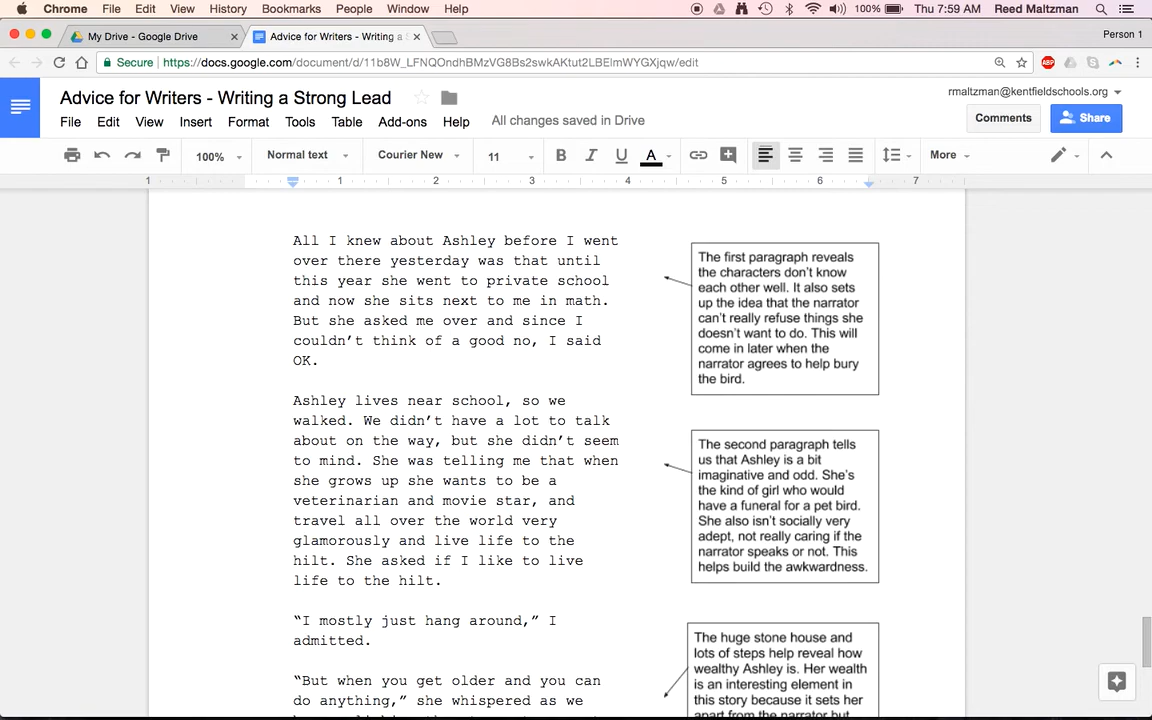 Chrome File Edit View History Bookmarks People Window Help 100% Thu 7:59 AM Reed Maltzman
My Drive - Google Drive Advice for Writers - Writing a S Person 1
Secure https://docs.google.com/document/d/11b8W_LFNQOndhBMzVG8Bs2swkAKtut2LBElmWYGXjqw/edit
ABP
Advice for Writers - Writing a Strong Lead
rmaltzman@kentfieldschools.org
File Edit View Insert Format Tools Table Add-ons Help All changes saved in Drive
Comments Share
100% Normal text Courier New 11 B I U A More
1 1 2 3 4 5 6 7
All I knew about Ashley before I went
over there yesterday was that until
this year she went to private school
and now she sits next to me in math.
But she asked me over and since I
couldn’t think of a good no, I said
OK.
The first paragraph reveals
the characters don’t know
each other well. It also sets
up the idea that the narrator
can’t really refuse things she
doesn’t want to do. This will
come in later when the
narrator agrees to help bury
the bird.
Ashley lives near school, so we
walked. We didn’t have a lot to talk
about on the way, but she didn’t seem
to mind. She was telling me that when
she grows up she wants to be a
veterinarian and movie star, and
travel all over the world very
glamorously and live life to the
hilt. She asked if I like to live
life to the hilt.
The second paragraph tells
us that Ashley is a bit
imaginative and odd. She’s
the kind of girl who would
have a funeral for a pet bird.
She also isn’t socially very
adept, not really caring if the
narrator speaks or not. This
helps build the awkwardness.
“I mostly just hang around,” I
admitted.
“But when you get older and you can
do anything,” she whispered as we
The huge stone house and
lots of steps help reveal how
wealthy Ashley is. Her wealth
is an interesting element in
this story because it sets her
apart from the narrator but